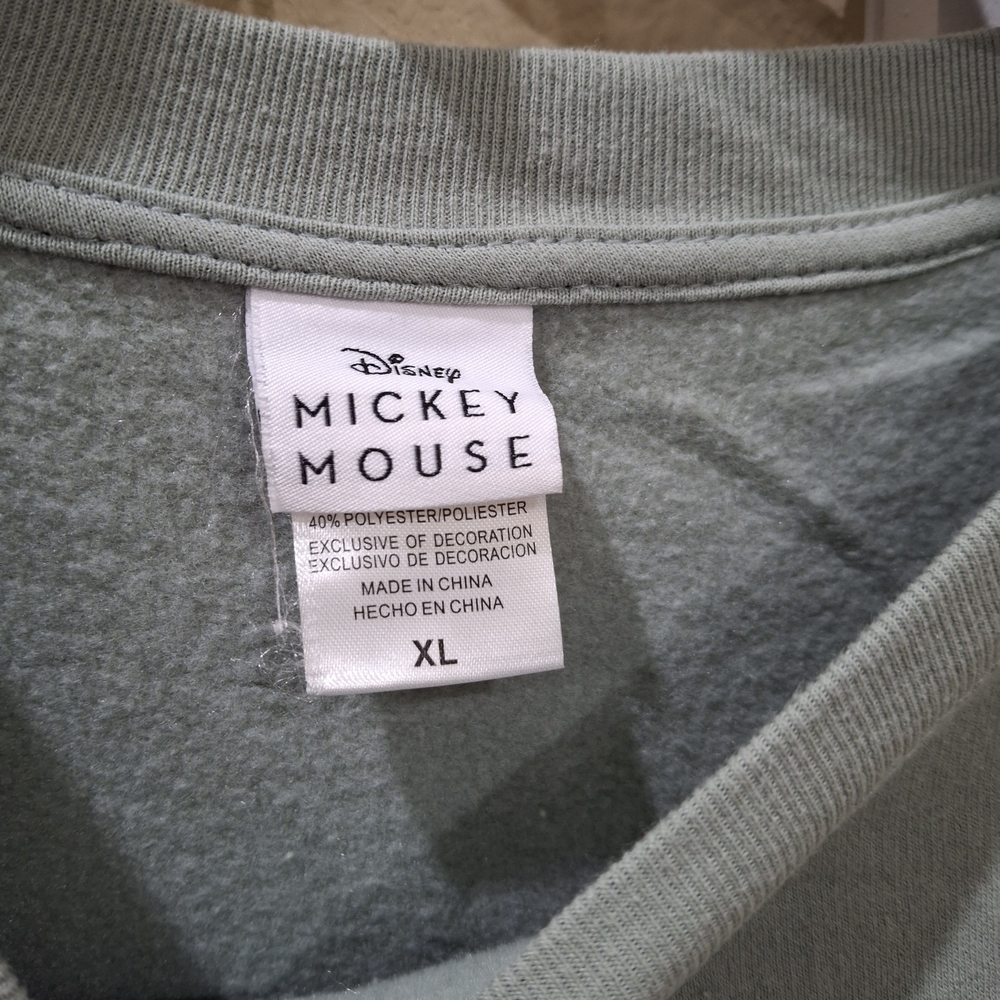 Disney
MICKEY
MOUSE
40% POLYESTER/POLIESTER
EXCLUSIVE OF DECORATION
EXCLUSIVO DE DECORACION
MADE IN CHINA
HECHO EN CHINA
XL